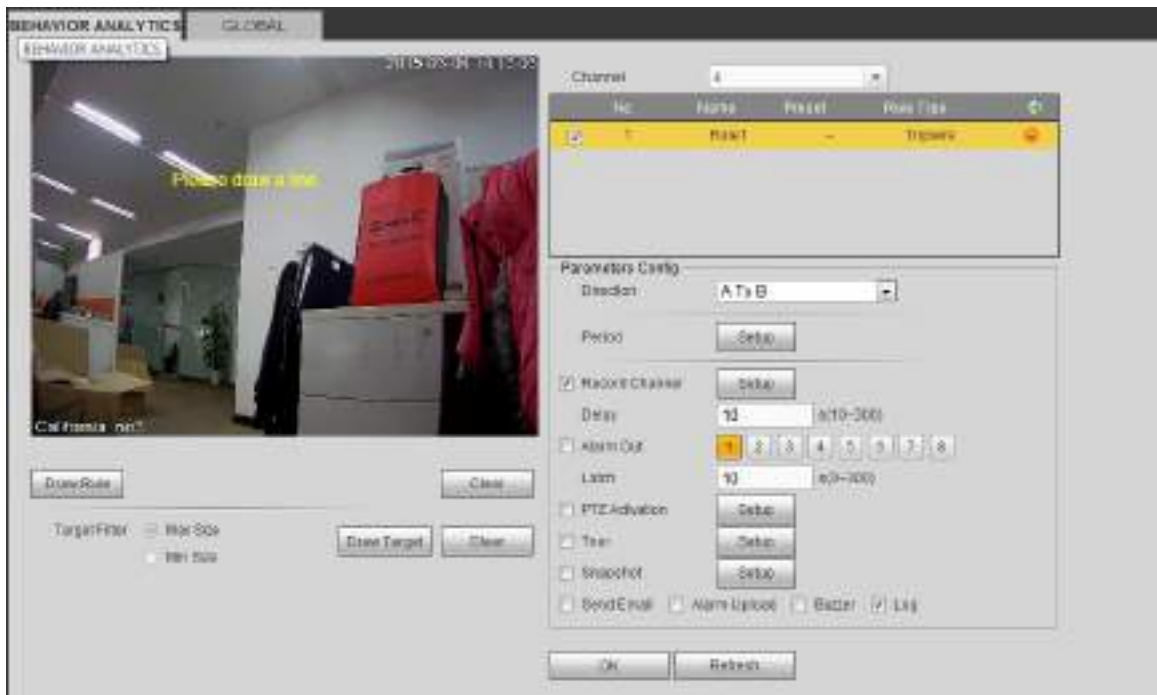 BEHAVIOR ANALYTICS GLOBAL
BEHAVIOR ANALYTICS
Channel 4
No. Name Preset Rule Type
1 Rule1 -- Tripwire
Please draw a line.
Parameters Config
Direction A To B
Period Setup
Record Channel Setup
Delay 10 s(10~300)
Alarm Out 1 2 3 4 5 6 7 8
Latch 10 s(0~300)
PTZ Activation Setup
Tour Setup
Snapshot Setup
Send Email Alarm Upload Buzzer Log
OK Refresh
California
Draw Rule Clear
Target Filter Max Size
Min Size
Draw Target Clear